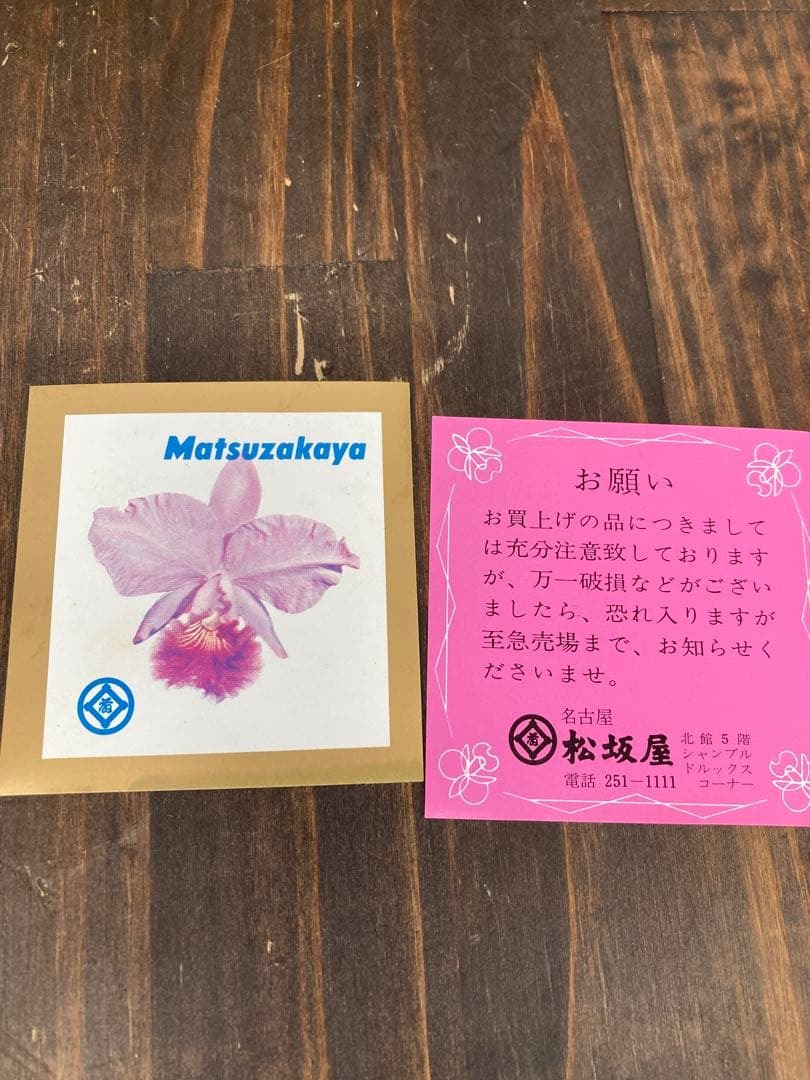 Matsuzakaya
お願い
お買上げの品につきまして
は充分注意致しております
が、万一破損などがござい
ましたら、恐れ入りますが
至急売場まで、お知らせく
ださいませ。
名古屋
松坂屋
電話 251-1111
北館5階
シャンブル
ドルックス
コーナー